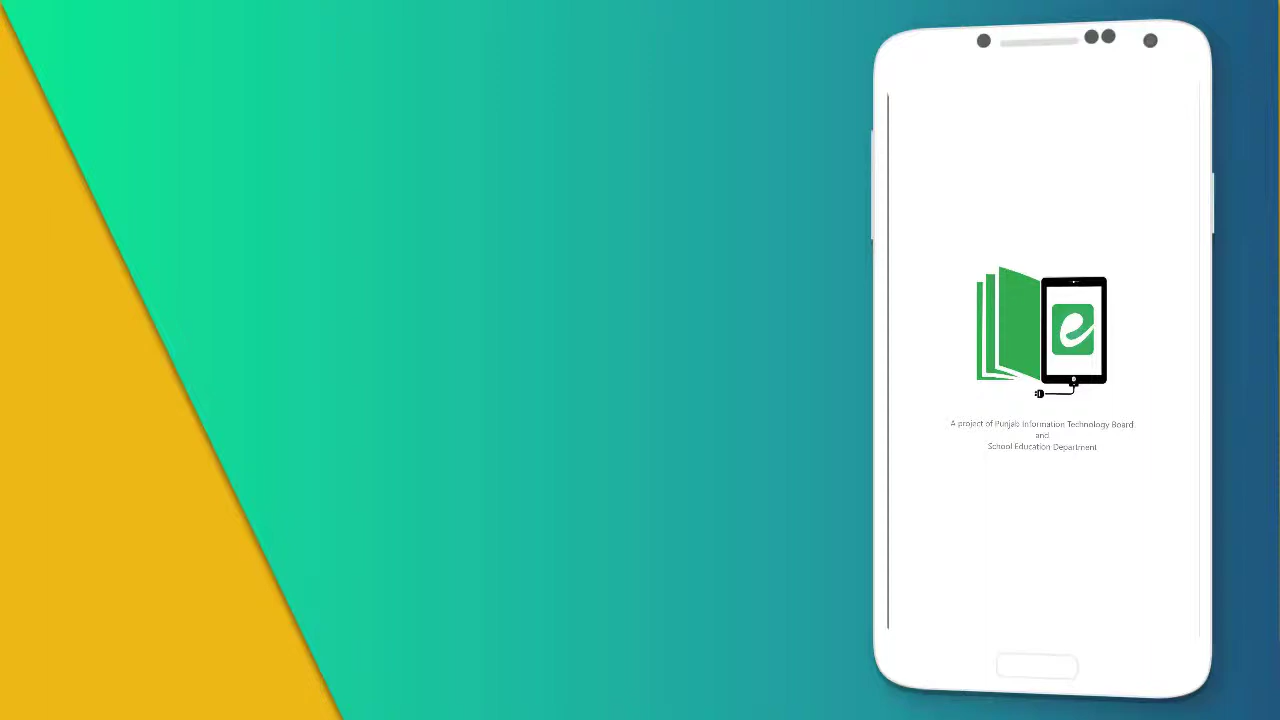 e
A project of Punjab Information Technology Board
and
School Education Department